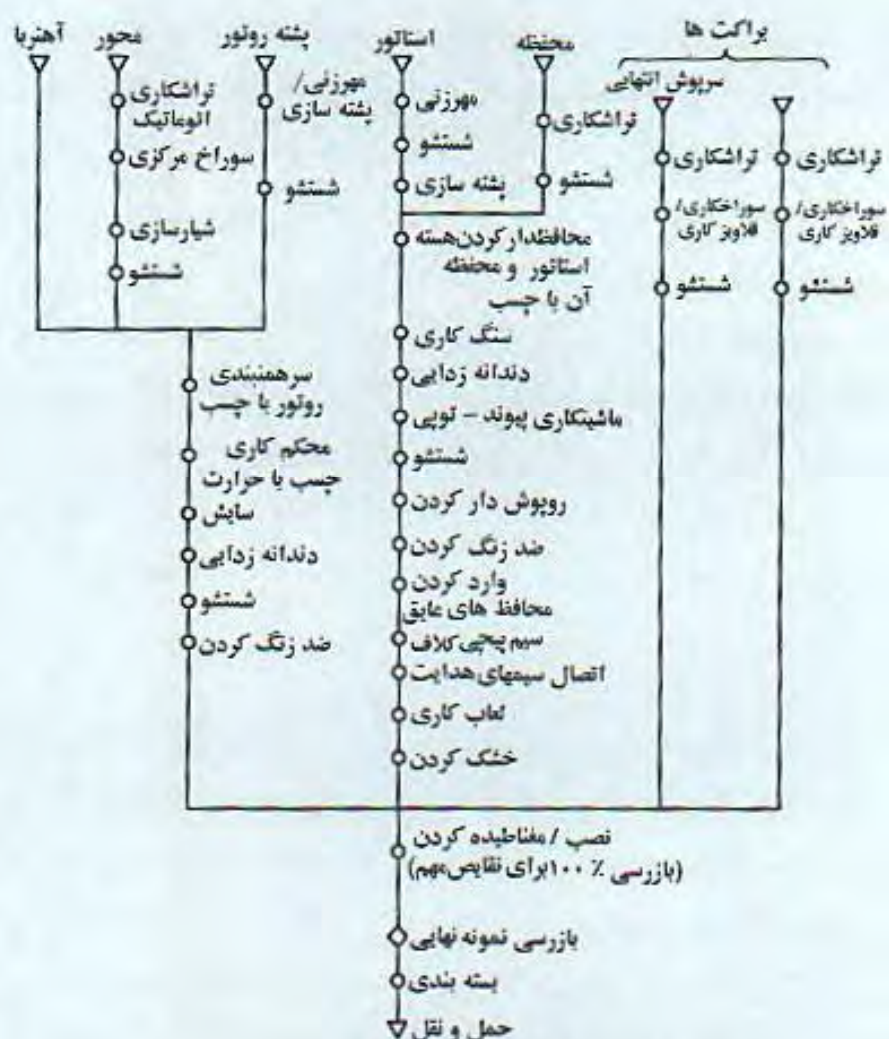 براکت ها
سرپوش انتهایی
تراشکاری
سوراخکاری/
قلاویز کاری
شستشو
تراشکاری
سوراخکاری/
قلاویز کاری
شستشو
محفظه
تراشکاری
شستشو
استاتور
مهرزنی
شستشو
پشته سازی
پشته روتور
مهرزنی/
پشته سازی
شستشو
محور
تراشکاری
اتوماتیک
سوراخ مرکزی
شیارسازی
شستشو
آهنربا
محافظدار کردن هسته
استاتور و محفظه
آن با چسب
سنگ کاری
دندانه زدایی
ماشینکاری پیوند - توپی
شستشو
روپوش دار کردن
ضد زنگ کردن
وارد کردن
محافظ های عایق
سیم پیچی کلاف
اتصال سیمهای هدایت
لعاب کاری
خشک کردن
سرهمبندی
روتور با چسب
محکم کاری
چسب با حرارت
سایش
دندانه زدایی
شستشو
ضد زنگ کردن
نصب / مغناطیده کردن
(بازرسی ٪ ۱۰۰ برای نقایص مهم)
بازرسی نمونه نهایی
بسته بندی
حمل و نقل